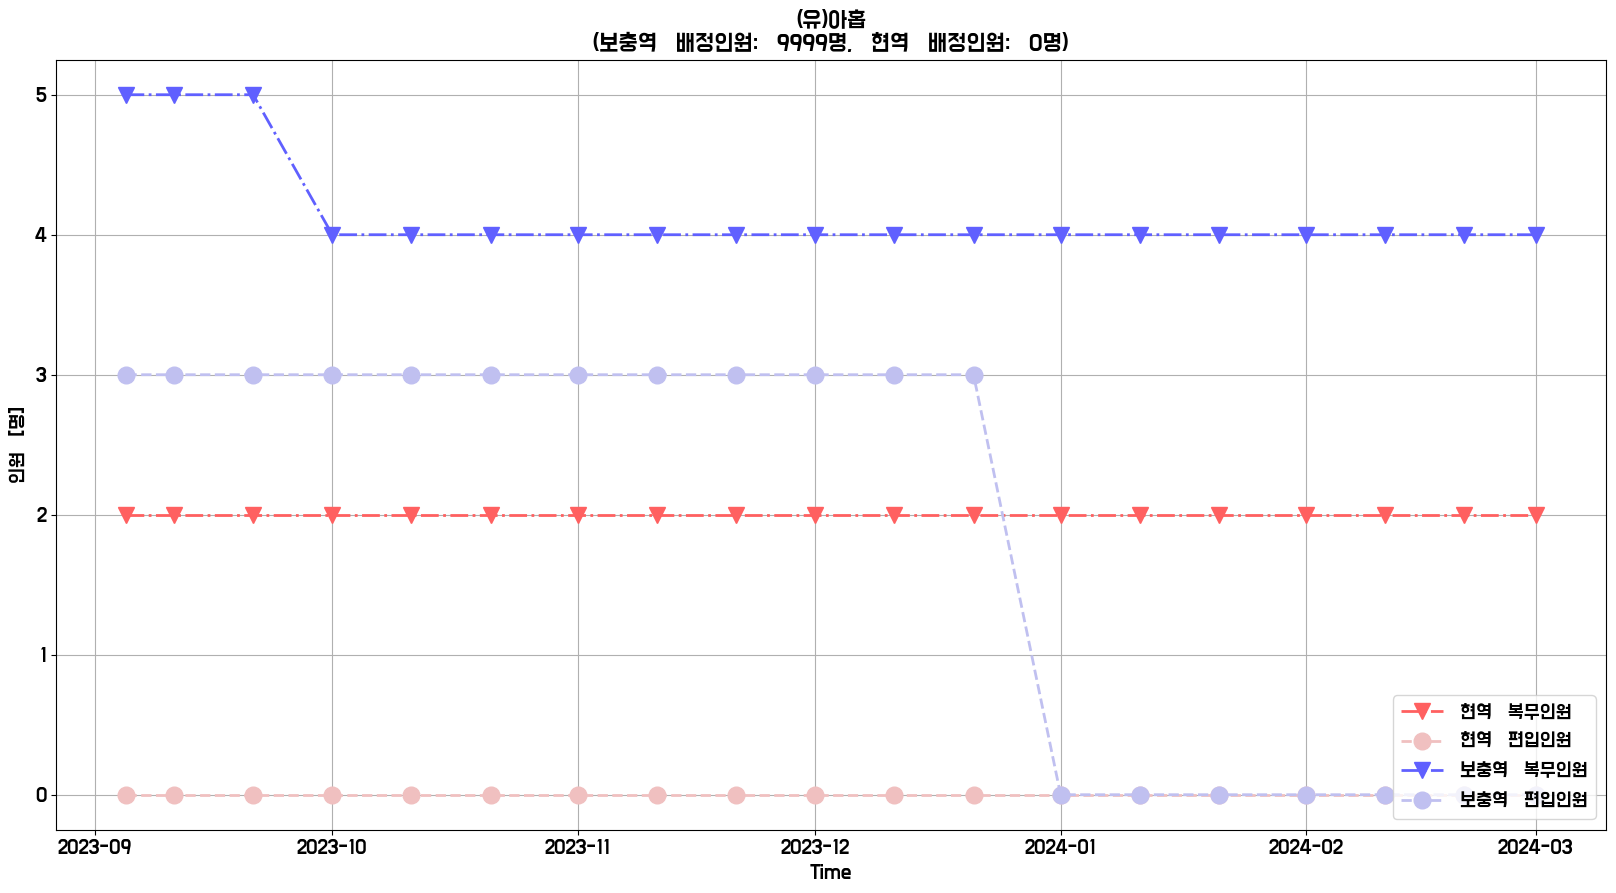 (유)아홉
(보충역 배정인원: 9999명, 현역 배정인원: 0명)
5
4
3
2
1
0
인원 [명]
2023-09 2023-10 2023-11 2023-12 2024-01 2024-02 2024-03
Time
현역 복무인원
현역 편입인원
보충역 복무인원
보충역 편입인원